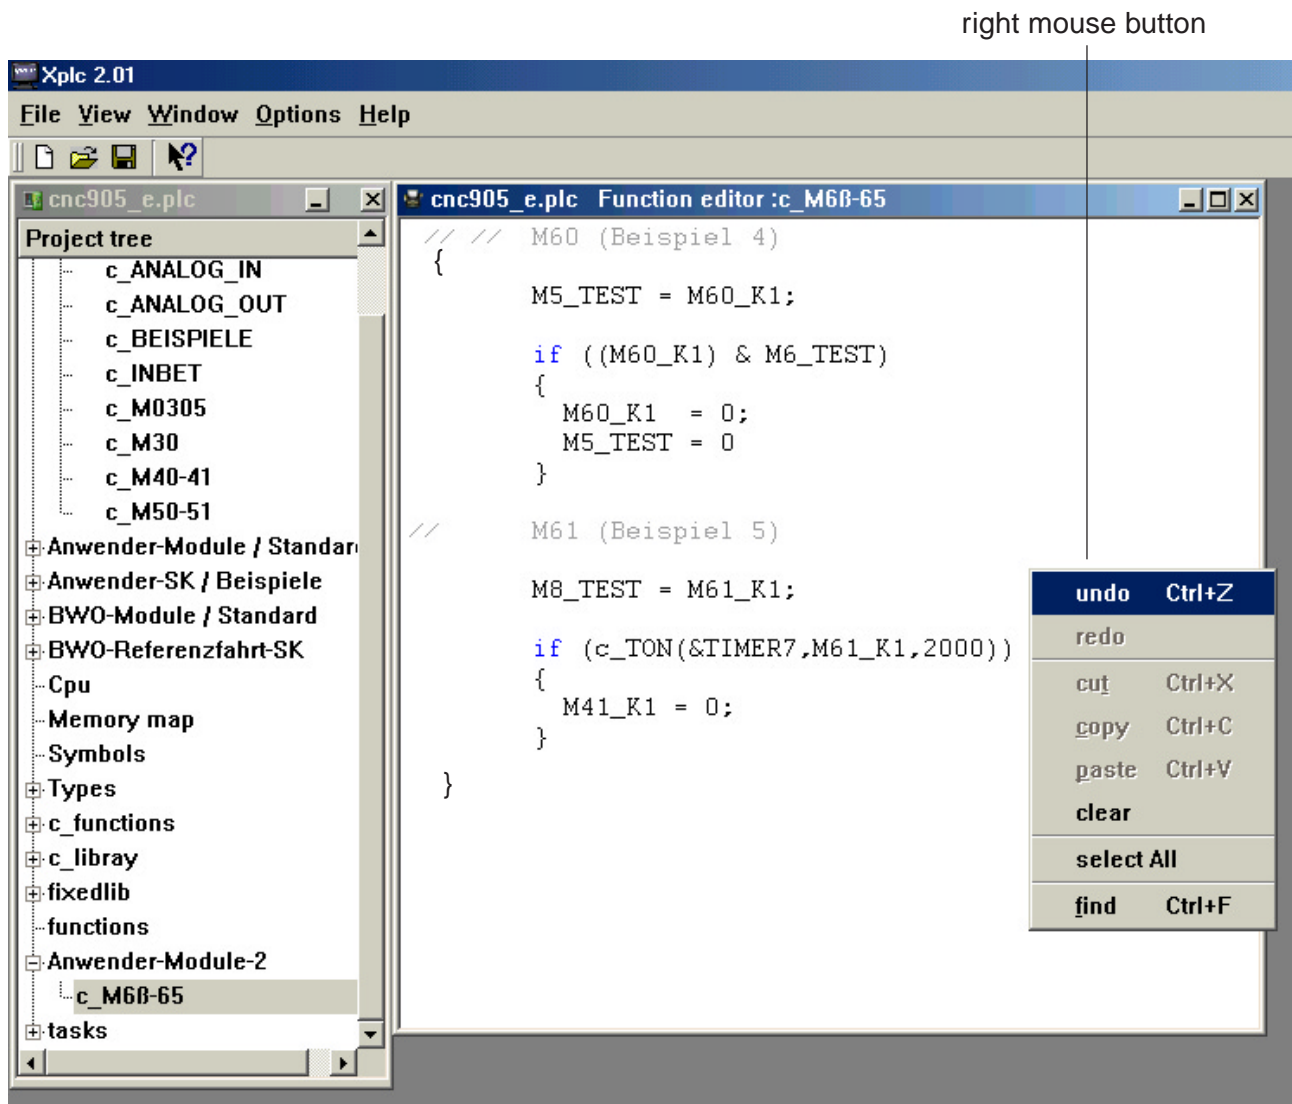 right mouse button
Xplc 2.01
File View Window Options Help
cnc905_e.plc
Project tree
c_ANALOG_IN
c_ANALOG_OUT
c_BEISPIELE
c_INBET
c_M0305
c_M30
c_M40-41
c_M50-51
Anwender-Module / Standar
Anwender-SK / Beispiele
BWO-Module / Standard
BWO-Referenzfahrt-SK
Cpu
Memory map
Symbols
Types
c_functions
c_libray
fixedlib
functions
Anwender-Module-2
c_M6ß-65
tasks
cnc905_e.plc Function editor :c_M6ß-65
// // M60 (Beispiel 4)
{
M5_TEST = M60_K1;
if ((M60_K1) & M6_TEST)
{
M60_K1 = 0;
M5_TEST = 0
}
// M61 (Beispiel 5)
M8_TEST = M61_K1;
if (c_TON(&TIMER7,M61_K1,2000))
{
M41_K1 = 0;
}
}
undo Ctrl+Z
redo
cut Ctrl+X
copy Ctrl+C
paste Ctrl+V
clear
select All
find Ctrl+F